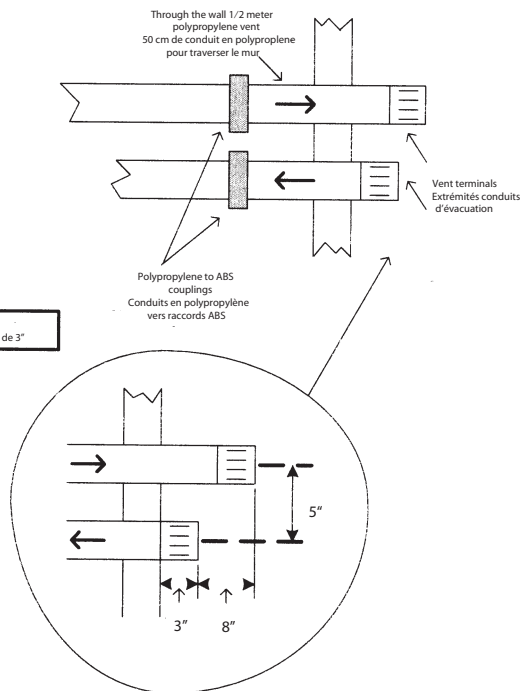 Through the wall 1/2 meter
polypropylene vent
50 cm de conduit en polyproplene
pour traverser le mur
Vent terminals
Extrémités conduits
d'évacuation
Polypropylene to ABS
couplings
Conduits en polypropylène
vers raccords ABS
de 3"
5"
3"
8"